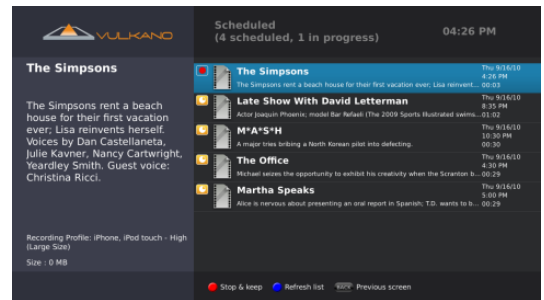 VULKANO
Scheduled
(4 scheduled, 1 in progress)
04:26 PM
The Simpsons
The Simpsons rent a beach
house for their first vacation
ever; Lisa reinvents herself.
Voices by Dan Castellaneta,
Julie Kavner, Nancy Cartwright,
Yeardley Smith. Guest voice:
Christina Ricci.
Recording Profile: iPhone, iPod touch - High
(Large Size)
Size : 0 MB
The Simpsons
Thu 9/16/10
4:26 PM
The Simpsons rent a beach house for their first vacation ever; Lisa reinvent... 00:03
Late Show With David Letterman
Thu 9/16/10
8:35 PM
Actor Joaquin Phoenix; model Bar Refaeli (The 2009 Sports Illustrated swims... 01:02
M*A*S*H
Thu 9/16/10
10:30 PM
A major tries bribing a North Korean pilot into defecting.
00:30
The Office
Thu 9/16/10
4:30 PM
Michael seizes the opportunity to exhibit his creativity when the Scranton b... 00:29
Martha Speaks
Thu 9/16/10
5:00 PM
Alice is nervous about presenting an oral report in Spanish; T.D. wants to b... 00:29
Stop & keep
Refresh list
BACK
Previous screen